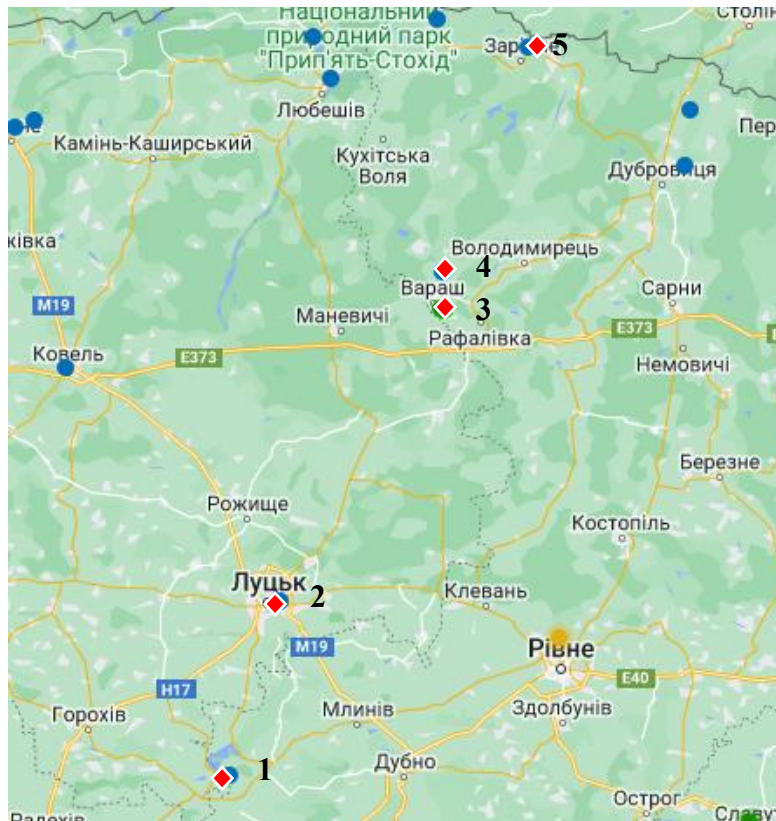 Національний
природний парк
"Прип'ять-Стохід"
Столін
5
Любешів
Камінь-Каширський
Кухітська
Воля
Дубровиця
Володимирець
4
Вараш
Сарни
M19
Маневичі
3
Рафалівка
E373
Ковель
E373
Немовичі
Березне
Рожище
Костопіль
Луцьк
2
Клевань
M19
Рівне
E40
H17
Горохів
Млинів
Здолбунів
1
Дубно
Острог